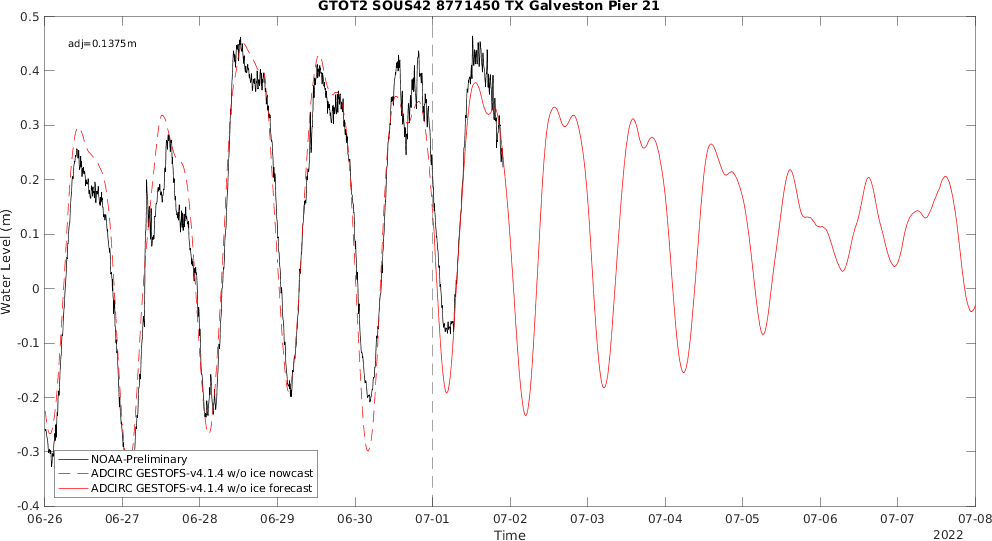 GTOT2 SOUS42 8771450 TX Galveston Pier 21
adj=0.1375m
0.5
0.4
0.3
0.2
0.1
0
-0.1
-0.2
-0.3
-0.4
Water Level (m)
NOAA-Preliminary
ADCIRC GESTOFS-v4.1.4 w/o ice nowcast
ADCIRC GESTOFS-v4.1.4 w/o ice forecast
06-26 06-27 06-28 06-29 06-30 07-01 07-02 07-03 07-04 07-05 07-06 07-07 07-08
Time
2022